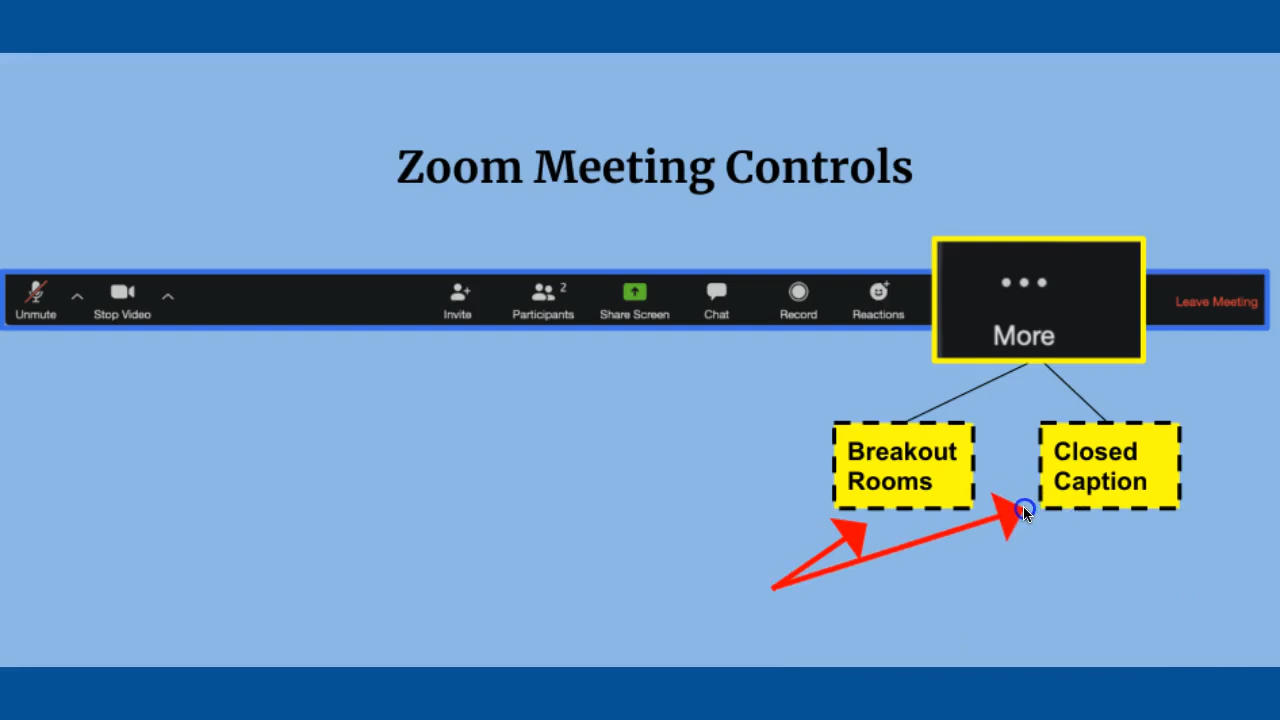 Zoom Meeting Controls
Unmute
Stop Video
Invite
Participants
2
Share Screen
Chat
Record
Reactions
More
Leave Meeting
Breakout
Rooms
Closed
Caption